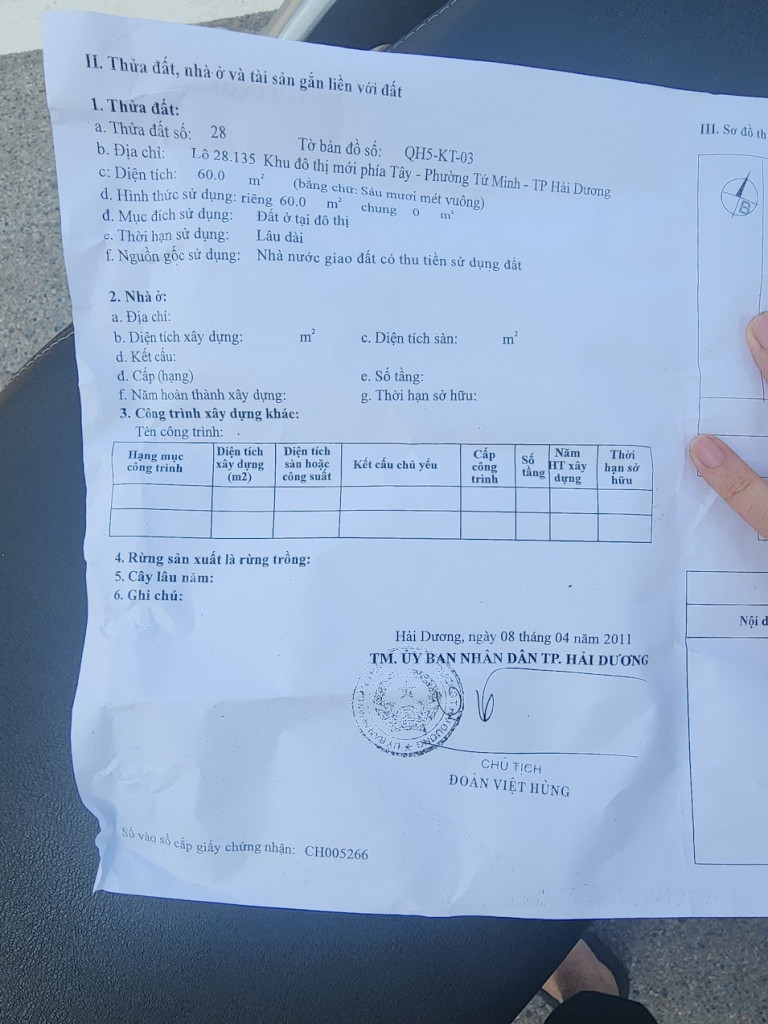 II. Thửa đất, nhà ở và tài sản gắn liền với đất
1. Thửa đất:
a. Thửa đất số: 28 Tờ bản đồ số: QH5-KT-03
b. Địa chỉ: Lô 28.135 Khu đô thị mới phía Tây - Phường Tứ Minh - TP Hải Dương
c: Diện tích: 60.0 m² (bằng chữ: Sáu mươi mét vuông)
d. Hình thức sử dụng: riêng 60.0 m² chung 0 m²
đ. Mục đích sử dụng: Đất ở tại đô thị
e. Thời hạn sử dụng: Lâu dài
f. Nguồn gốc sử dụng: Nhà nước giao đất có thu tiền sử dụng đất
2. Nhà ở:
a. Địa chỉ:
b. Diện tích xây dựng: m² c. Diện tích sàn: m²
d. Kết cấu:
đ. Cấp (hạng) e. Số tầng:
f. Năm hoàn thành xây dựng: g. Thời hạn sở hữu:
3. Công trình xây dựng khác:
Tên công trình:
Hạng mục công trình
Diện tích xây dựng (m2)
Diện tích sàn hoặc công suất
Kết cấu chủ yếu
Cấp công trình
Số tầng
Năm HT xây dựng
Thời hạn sở hữu
4. Rừng sản xuất là rừng trồng:
5. Cây lâu năm:
6. Ghi chú:
Hải Dương, ngày 08 tháng 04 năm 2011
TM. ỦY BAN NHÂN DÂN TP. HẢI DƯƠNG
CHỦ TỊCH
ĐOÀN VIỆT HÙNG
Số vào sổ cấp giấy chứng nhận: CH005266
III. Sơ đồ th
B
Nội d